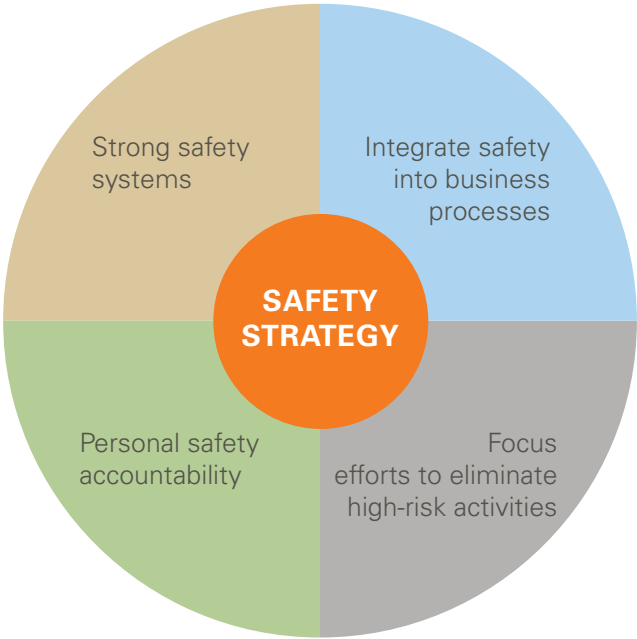 Strong safety
systems
Integrate safety
into business
processes
SAFETY
STRATEGY
Personal safety
accountability
Focus
efforts to eliminate
high-risk activities